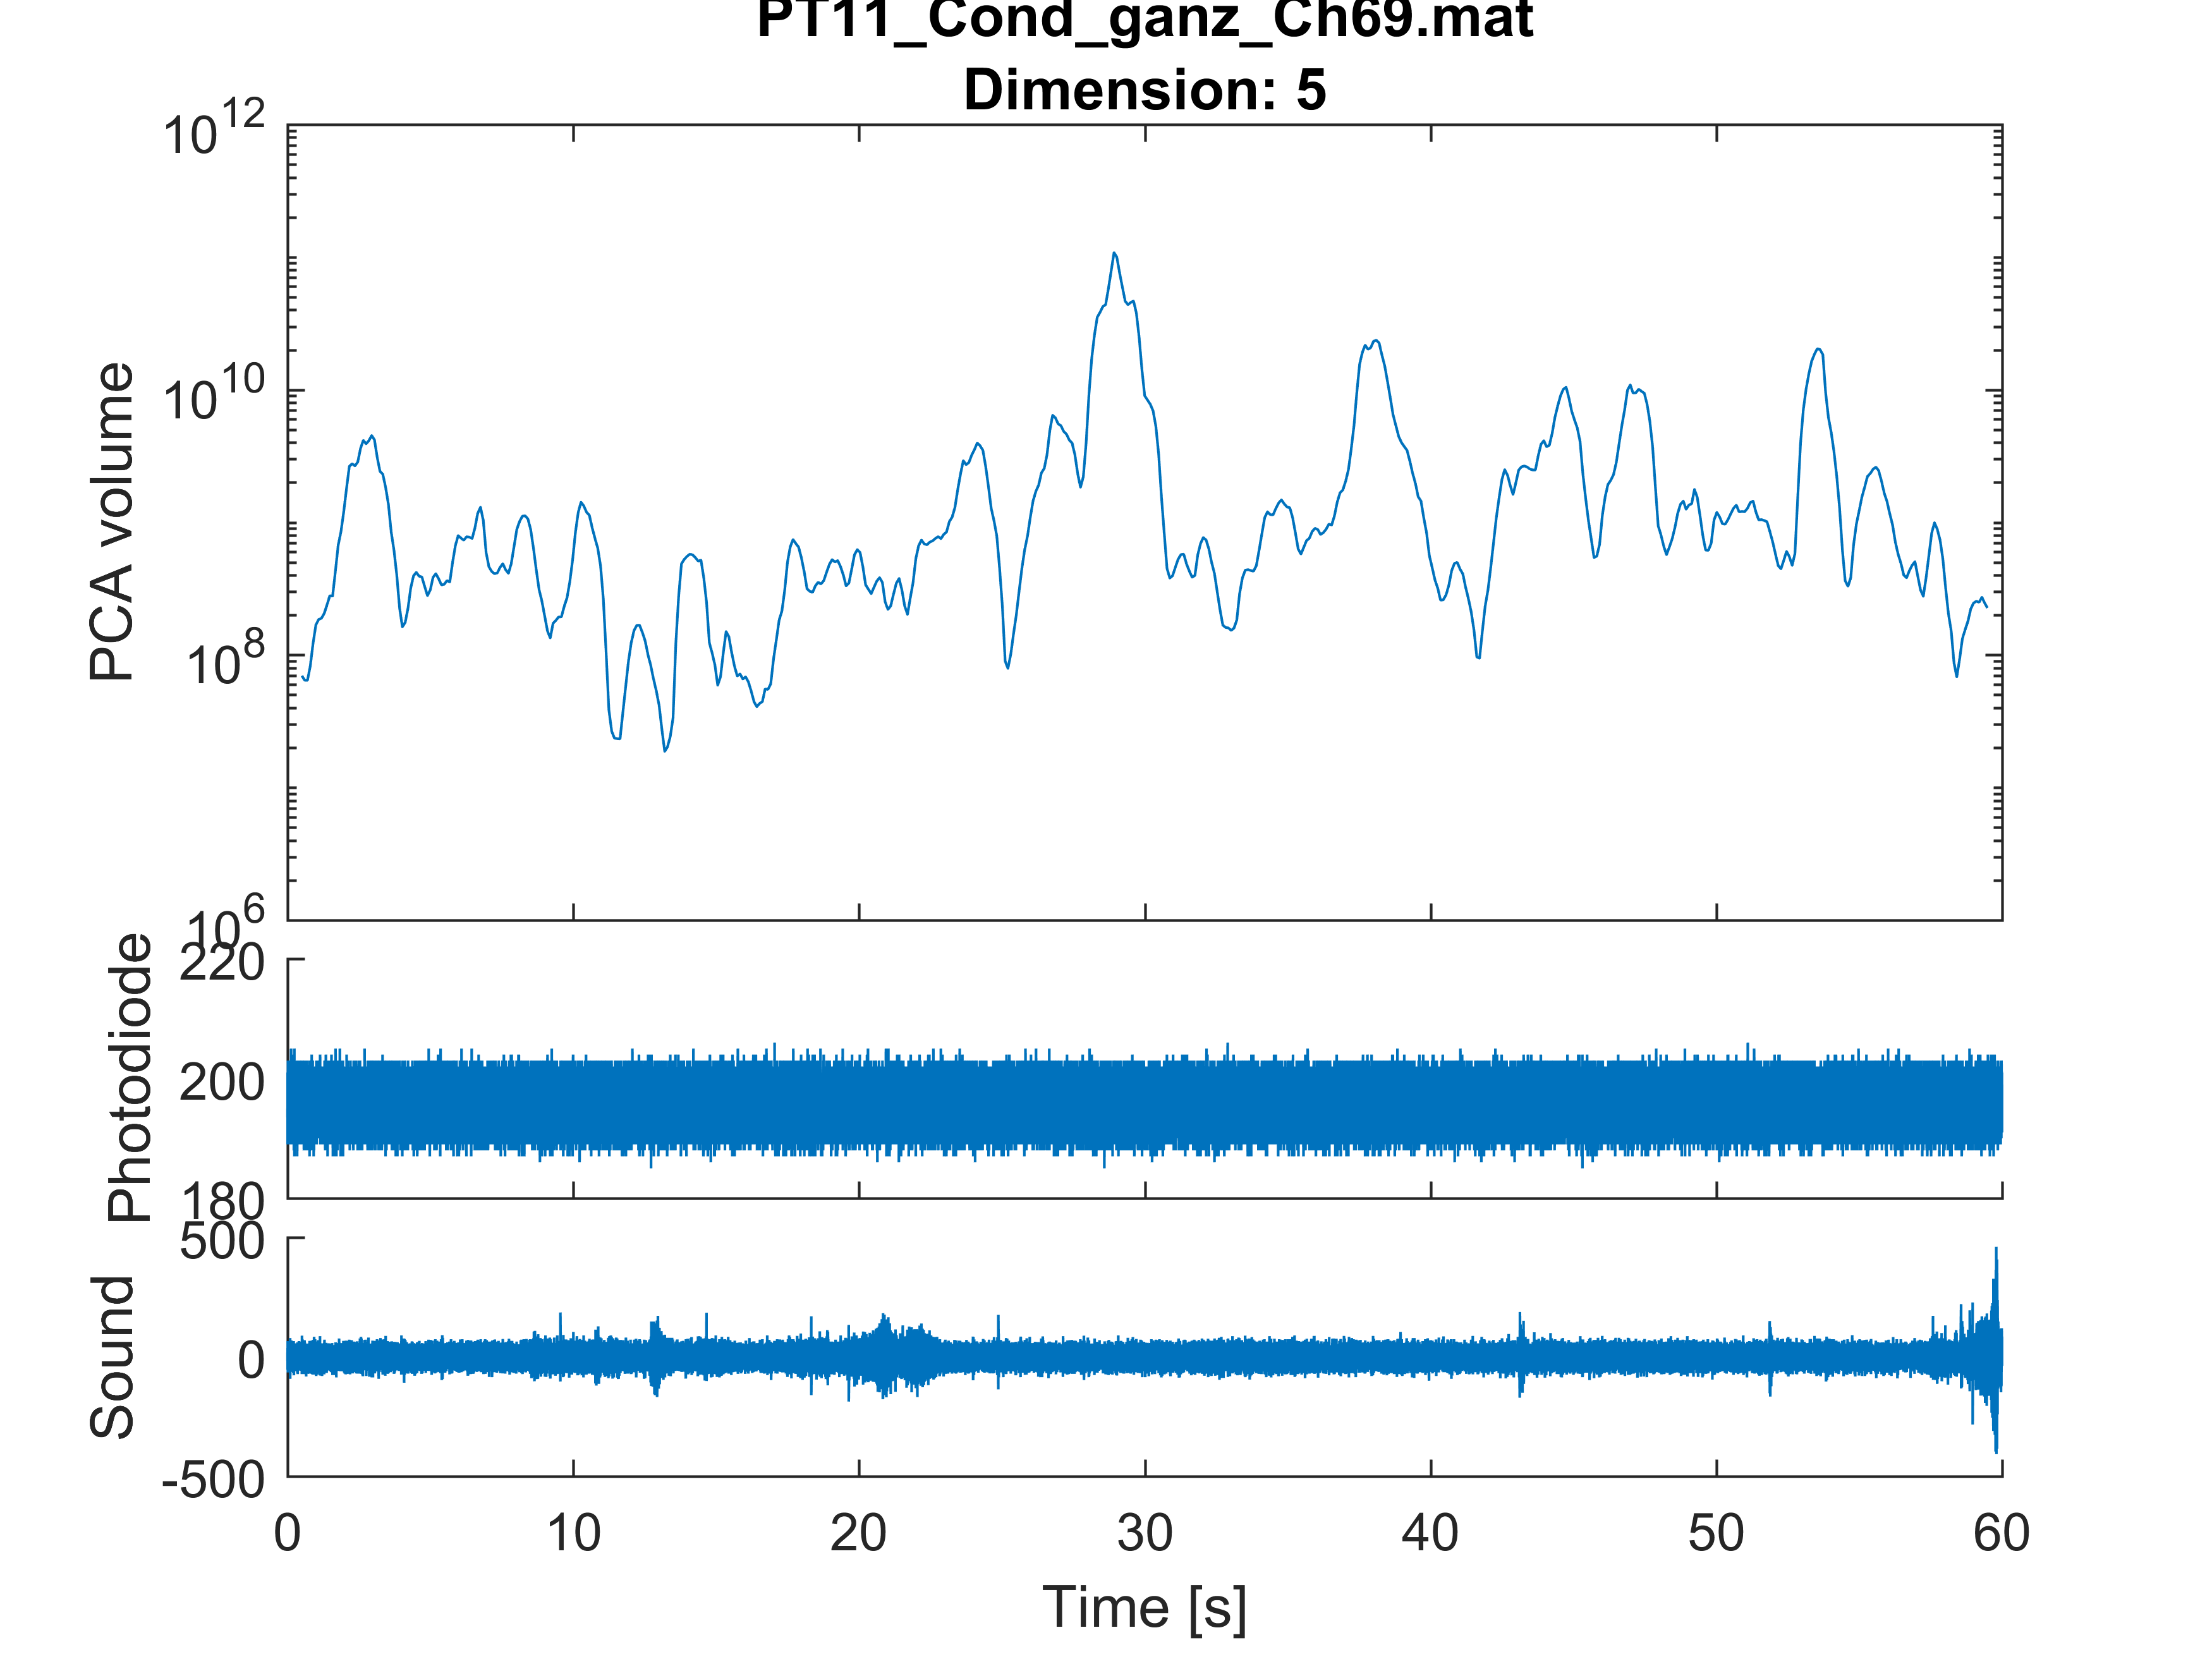 PT11_Cond_ganz_Ch69.mat
Dimension: 5
10^12
10^10
10^8
10^6
PCA volume
220
200
180
Photodiode
500
0
-500
Sound
0 10 20 30 40 50 60
Time [s]